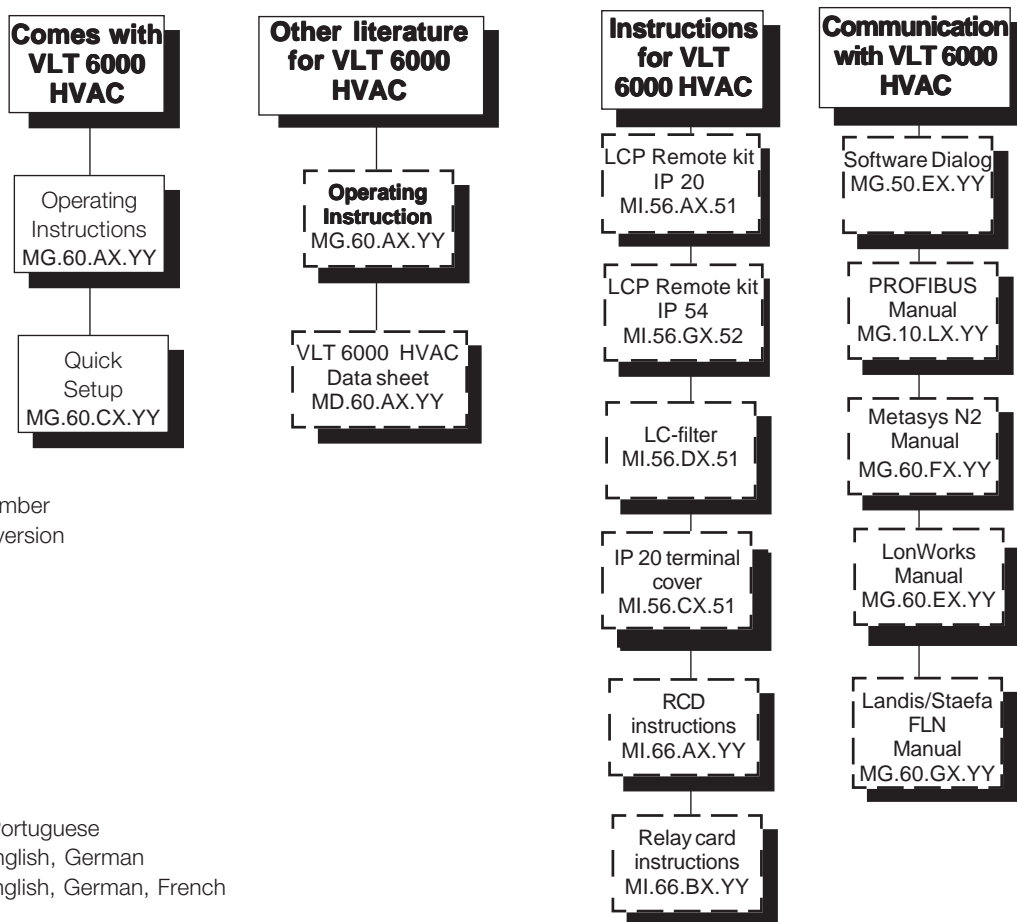 Comes with
VLT 6000
HVAC
Operating
Instructions
MG.60.AX.YY
Quick
Setup
MG.60.CX.YY
Other literature
for VLT 6000
HVAC
Operating
Instruction
MG.60.AX.YY
VLT 6000 HVAC
Data sheet
MD.60.AX.YY
Instructions
for VLT
6000 HVAC
LCP Remote kit
IP 20
MI.56.AX.51
LCP Remote kit
IP 54
MI.56.GX.52
LC-filter
MI.56.DX.51
IP 20 terminal
cover
MI.56.CX.51
RCD
instructions
MI.66.AX.YY
Relay card
instructions
MI.66.BX.YY
Communication
with VLT 6000
HVAC
Software Dialog
MG.50.EX.YY
PROFIBUS
Manual
MG.10.LX.YY
Metasys N2
Manual
MG.60.FX.YY
LonWorks
Manual
MG.60.EX.YY
Landis/Staefa
FLN
Manual
MG.60.GX.YY
mber
version
Portuguese
nglish, German
nglish, German, French